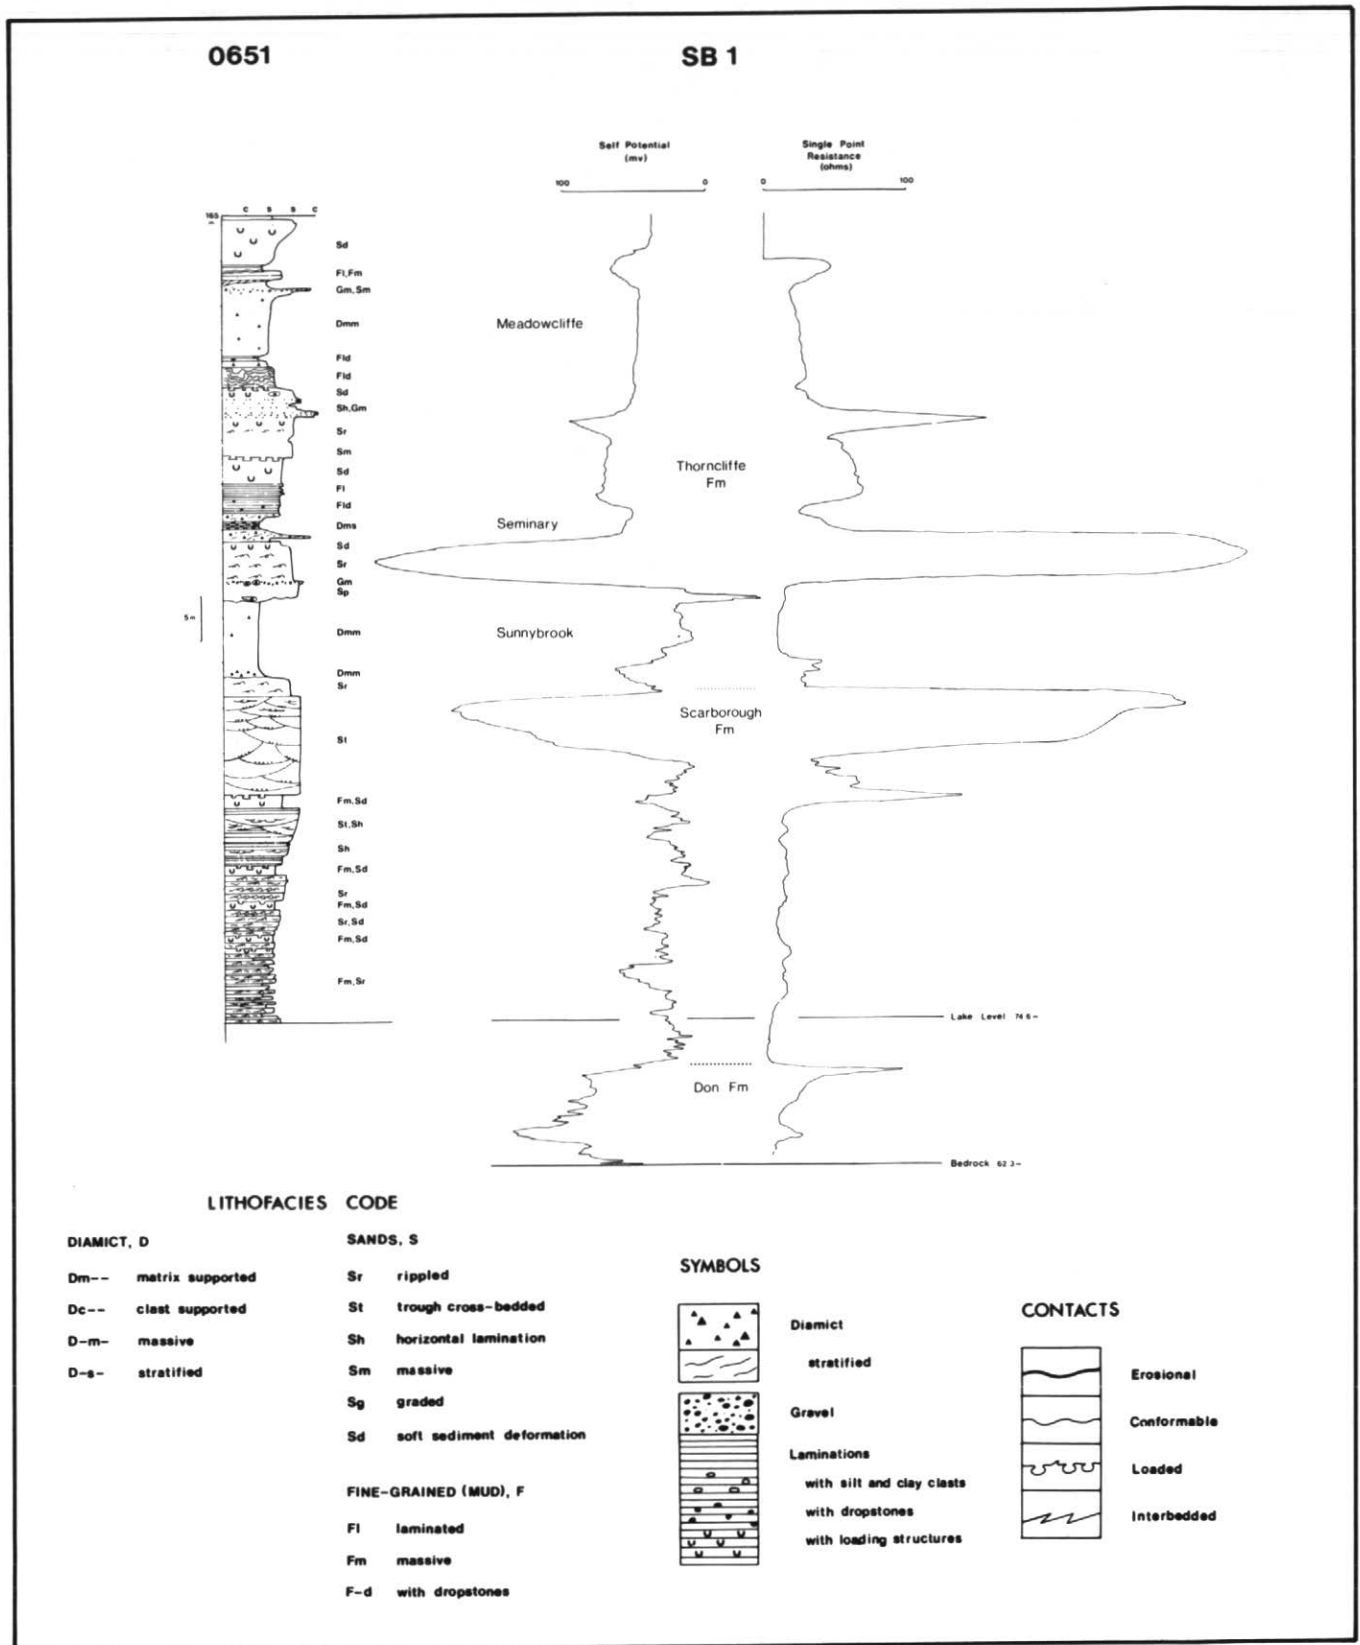 0651
SB 1
Self Potential
(mv)
100
0
Single Point
Resistance
(ohms)
0
100
165
m
C S S C
Sd
Fl,Fm
Gm,Sm
Dmm
Meadowcliffe
Fld
Fld
Sd
Sh,Gm
Sr
Sm
Thorncliffe
Fm
Sd
Fl
Fld
Seminary
Dms
Sd
Sr
Gm
Sp
5m
Dmm
Sunnybrook
Dmm
Sr
Scarborough
Fm
St
Fm,Sd
St,Sh
Sh
Fm,Sd
Sr
Fm,Sd
Sr,Sd
Fm,Sd
Fm,Sr
Lake Level 74.6m
Don Fm
Bedrock 62.3m
LITHOFACIES CODE
DIAMICT, D
Dm-- matrix supported
Dc-- clast supported
D-m- massive
D-s- stratified
SANDS, S
Sr rippled
St trough cross-bedded
Sh horizontal lamination
Sm massive
Sg graded
Sd soft sediment deformation
FINE-GRAINED (MUD), F
Fl laminated
Fm massive
F-d with dropstones
SYMBOLS
Diamict
stratified
Gravel
Laminations
with silt and clay clasts
with dropstones
with loading structures
CONTACTS
Erosional
Conformable
Loaded
Interbedded